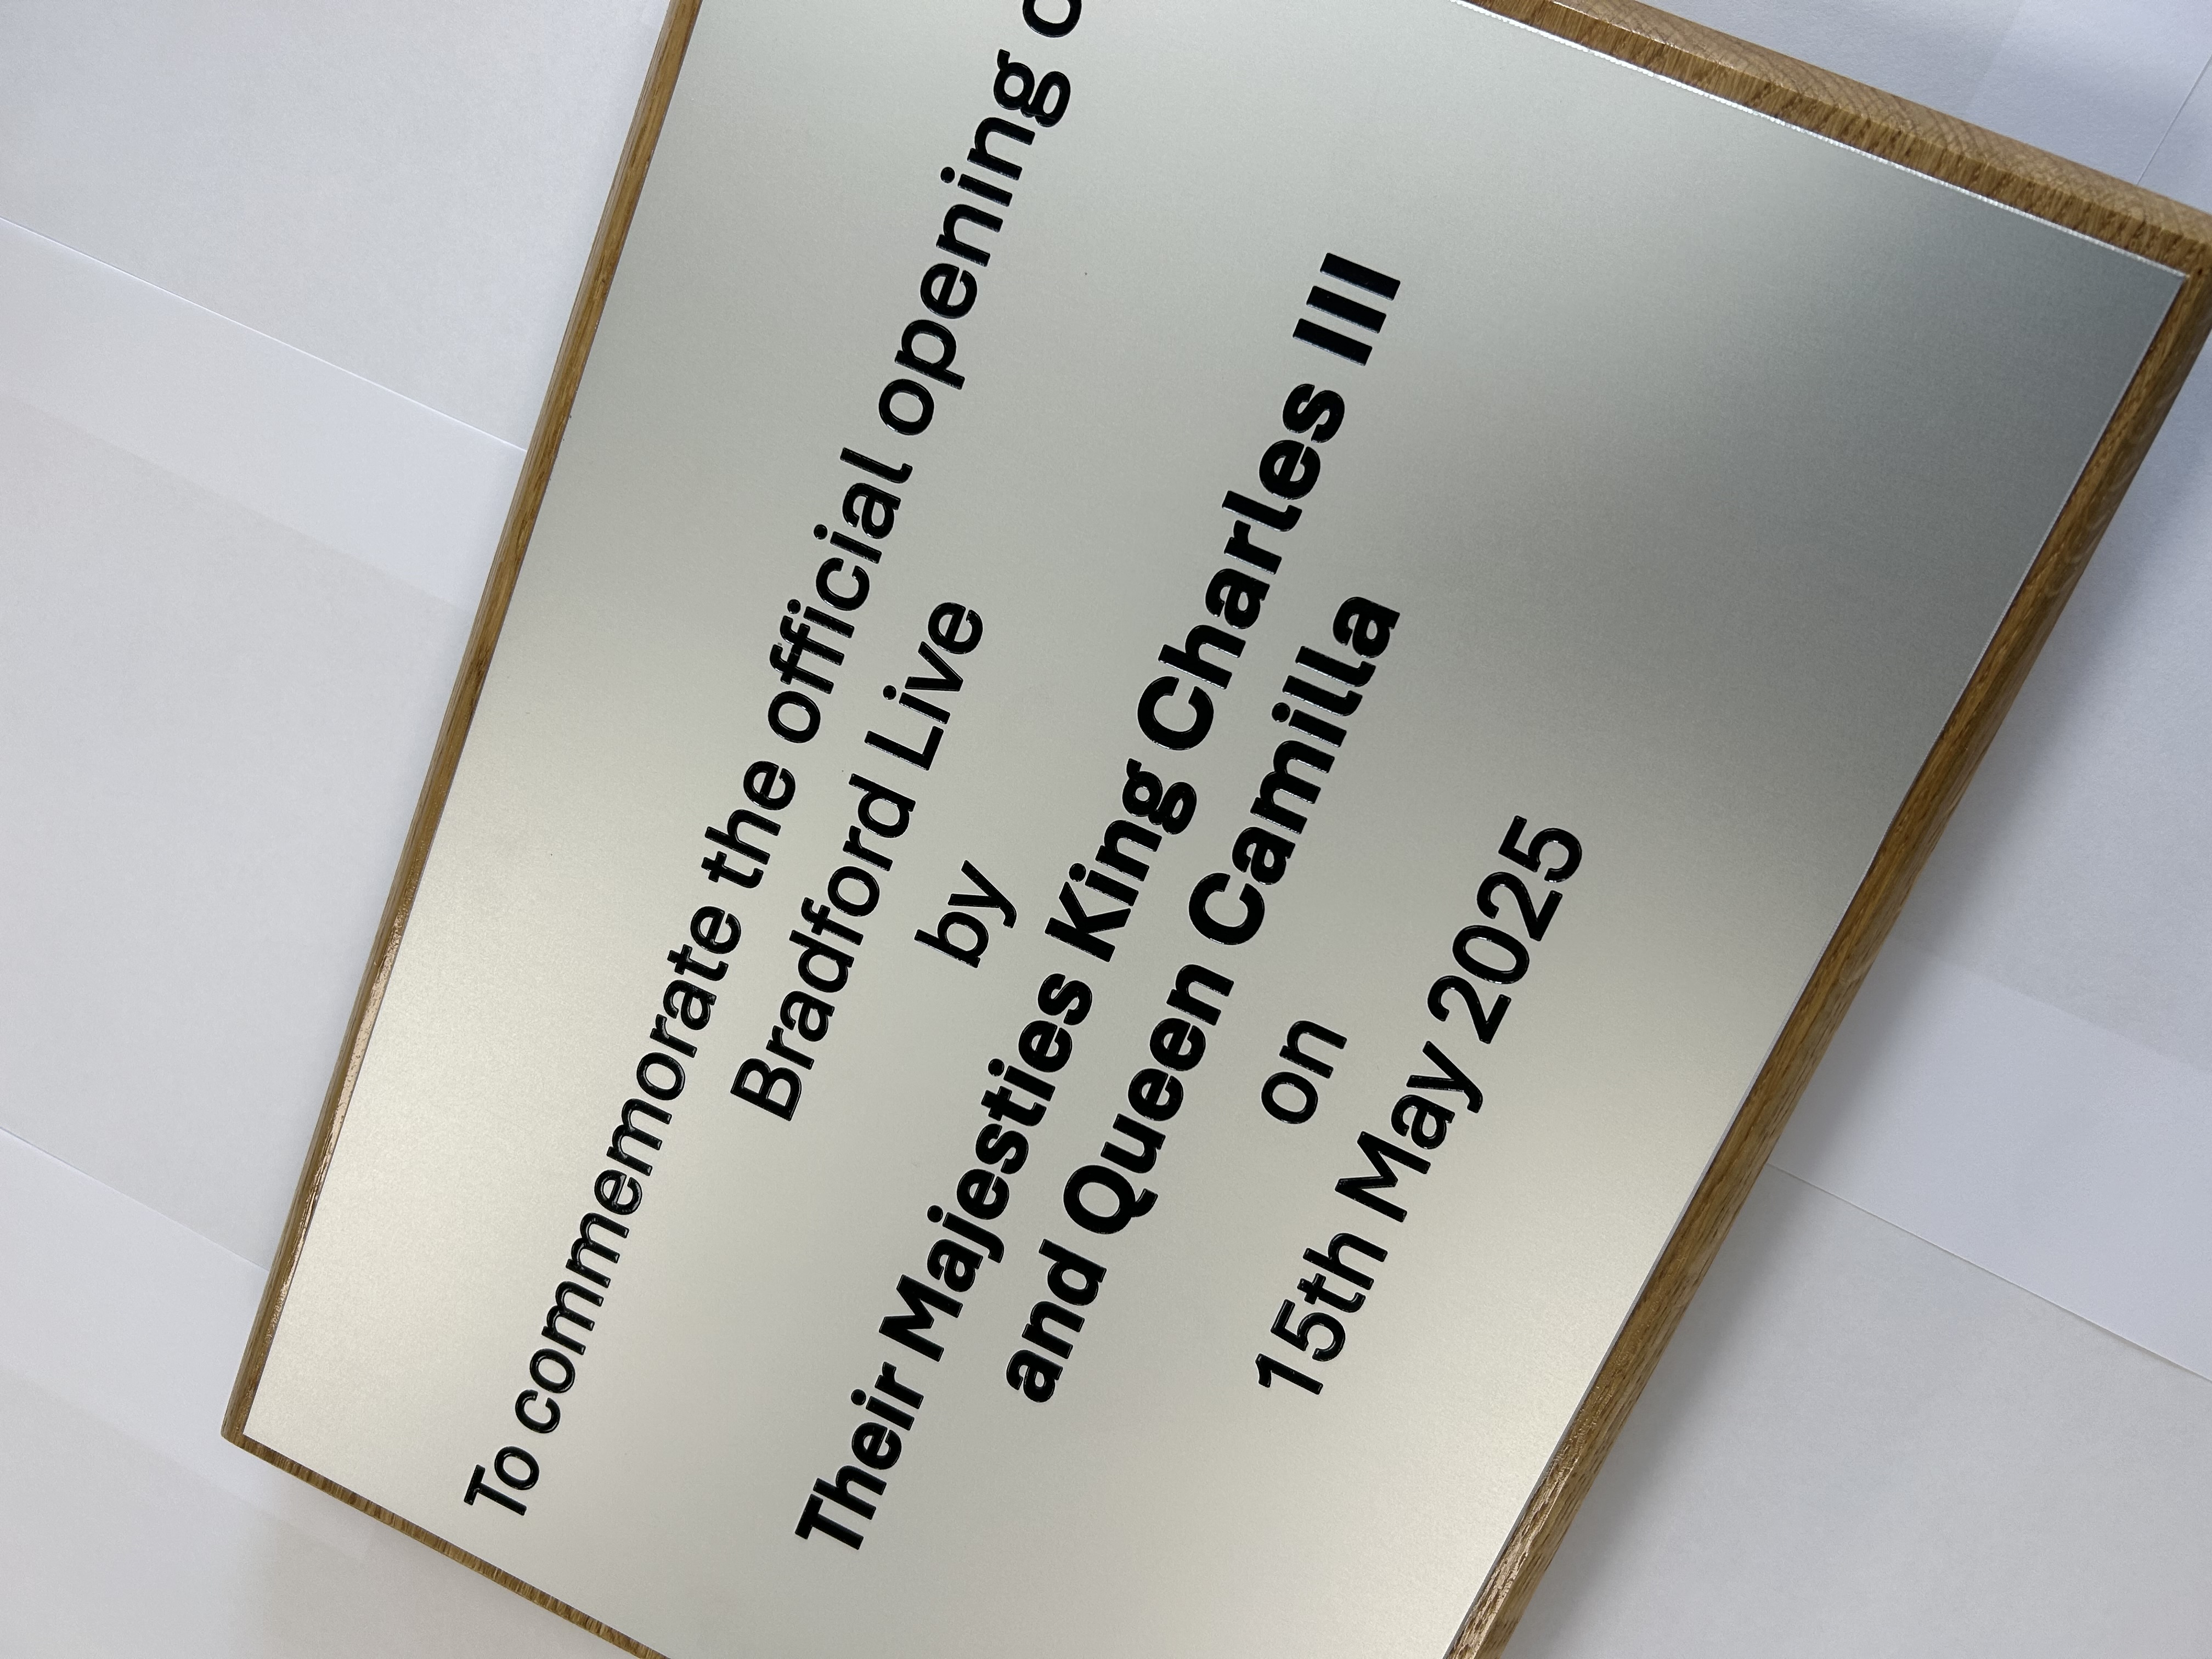 To commemorate the official opening o
Bradford Live
by
Their Majesties King Charles III
and Queen Camilla
on
15th May 2025